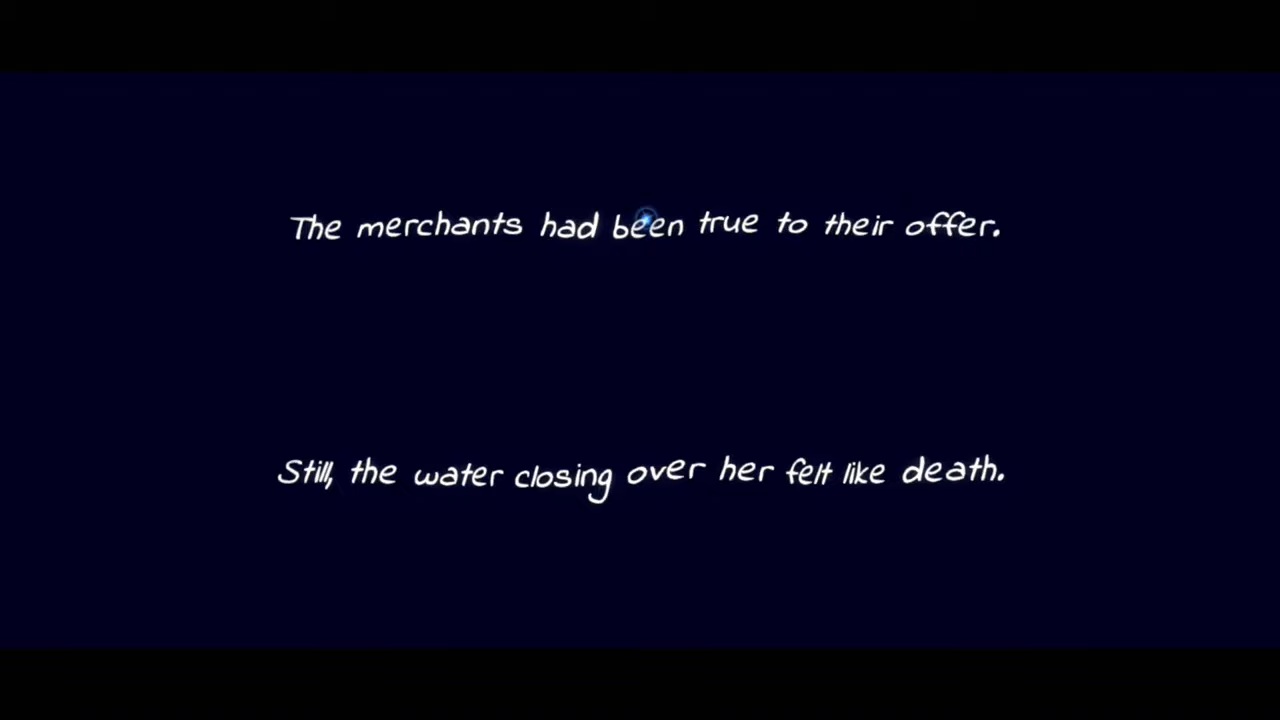 The merchants had been true to their offer.
Still, the water closing over her felt like death.